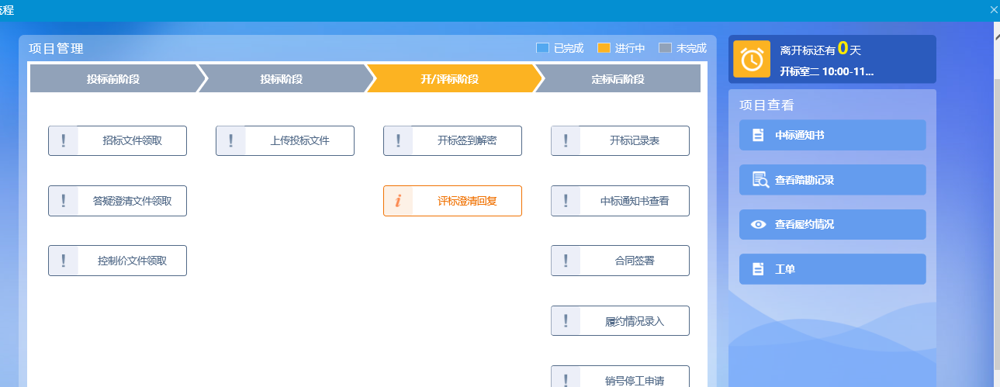 流程
项目管理
已完成 进行中 未完成
投标前阶段 投标阶段 开/评标阶段 定标后阶段
招标文件领取 上传投标文件 开标签到解密 开标记录表
答疑澄清文件领取 评标澄清回复 中标通知书查看
控制价文件领取 合同签署
履约情况录入
销号停工申请
离开标还有0天
开标室二 10:00-11...
项目查看
中标通知书
查看踏勘记录
查看履约情况
工单